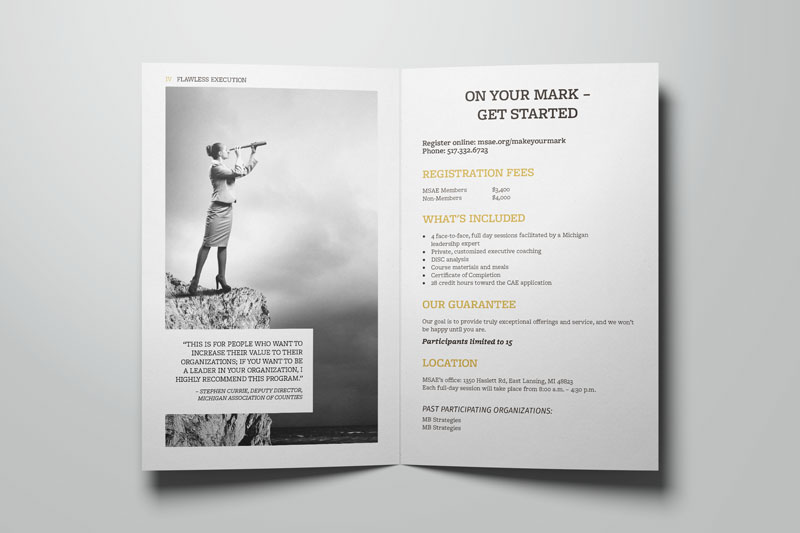 IV FLAWLESS EXECUTION
"THIS IS FOR PEOPLE WHO WANT TO
INCREASE THEIR VALUE TO THEIR
ORGANIZATIONS; IF YOU WANT TO BE
A LEADER IN YOUR ORGANIZATION, I
HIGHLY RECOMMEND THIS PROGRAM."
– STEPHEN CURRIE, DEPUTY DIRECTOR,
MICHIGAN ASSOCIATION OF COUNTIES
ON YOUR MARK –
GET STARTED
Register online: msae.org/makeyourmark
Phone: 517.332.6723
REGISTRATION FEES
MSAE Members $3,400
Non-Members $4,000
WHAT'S INCLUDED
• 4 face-to-face, full day sessions facilitated by a Michigan
leadersihp expert
• Private, customized executive coaching
• DISC analysis
• Course materials and meals
• Certificate of Completion
• 28 credit hours toward the CAE application
OUR GUARANTEE
Our goal is to provide truly exceptional offerings and service, and we won't
be happy until you are.
Participants limited to 15
LOCATION
MSAE's office: 1350 Haslett Rd, East Lansing, MI 48823
Each full-day session will take place from 8:00 a.m. – 4:30 p.m.
PAST PARTICIPATING ORGANIZATIONS:
MB Strategies
MB Strategies